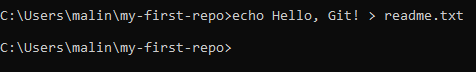 C:\Users\malin\my-first-repo>echo Hello, Git! > readme.txt
C:\Users\malin\my-first-repo>